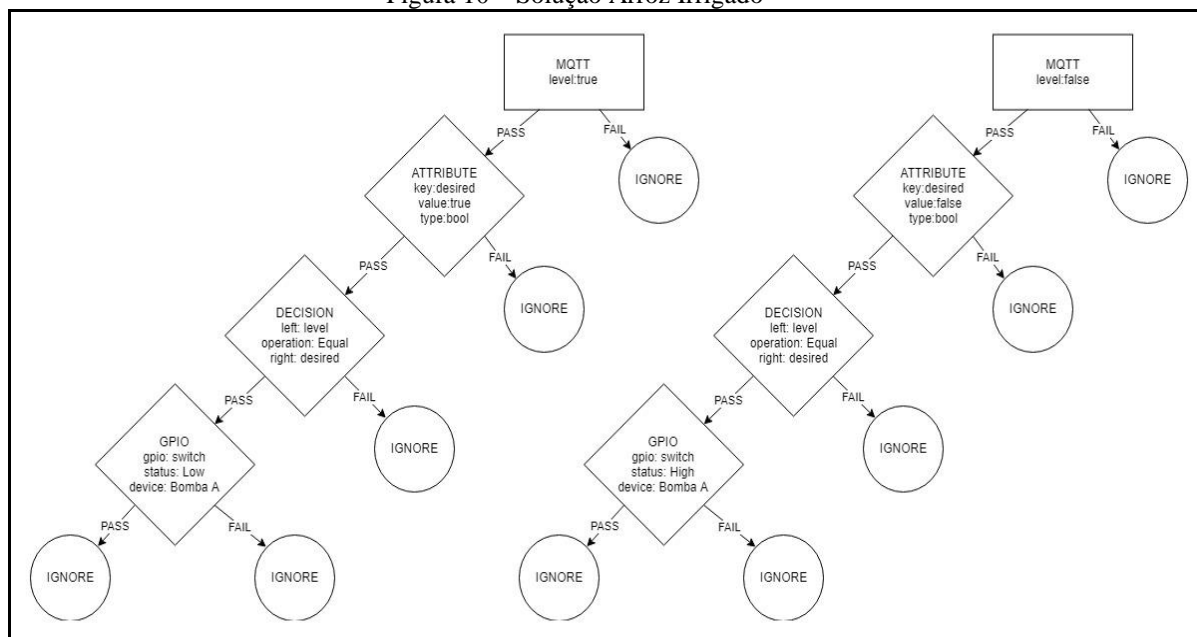 Figura 16 – Solução Arroz Irrigado
MQTT
level:true
PASS
FAIL
IGNORE
ATTRIBUTE
key:desired
value:true
type:bool
PASS
FAIL
IGNORE
DECISION
left: level
operation: Equal
right: desired
PASS
FAIL
IGNORE
GPIO
gpio: switch
status: Low
device: Bomba A
PASS
FAIL
IGNORE
IGNORE
MQTT
level:false
PASS
FAIL
IGNORE
ATTRIBUTE
key:desired
value:false
type:bool
PASS
FAIL
IGNORE
DECISION
left: level
operation: Equal
right: desired
PASS
FAIL
IGNORE
GPIO
gpio: switch
status: High
device: Bomba A
PASS
FAIL
IGNORE
IGNORE